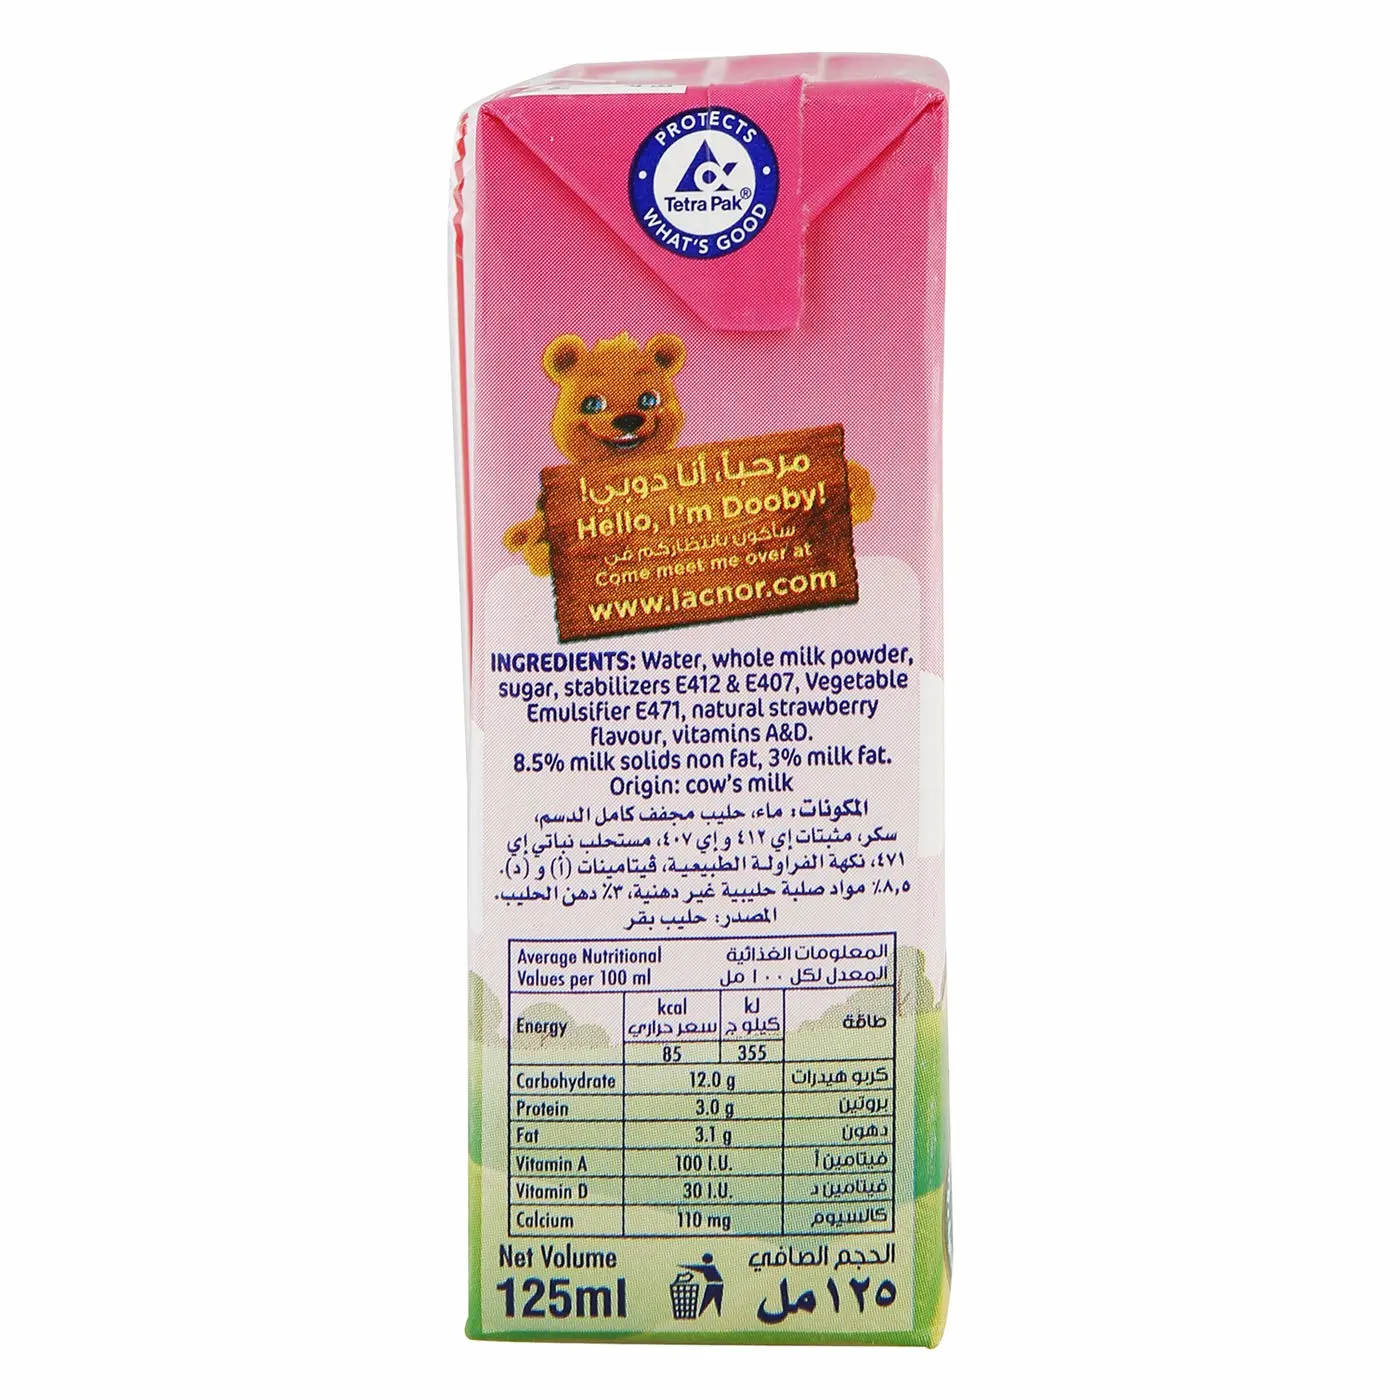 PROTECTS
Tetra Pak®
WHAT'S GOOD
مرحباً، أنا دوبي!
Hello, I'm Dooby!
سأكون بانتظاركم في
Come meet me over at
www.lacnor.com
INGREDIENTS: Water, whole milk powder,
sugar, stabilizers E412 & E407, Vegetable
Emulsifier E471, natural strawberry
flavour, vitamins A&D.
8.5% milk solids non fat, 3% milk fat.
Origin: cow's milk
المكونات: ماء، حليب مجفف كامل الدسم،
سكر، مثبتات إي ٤١٢ و إي ٤٠٧، مستحلب نباتي إي
٤٧١، نكهة الفراولة الطبيعية، ڤيتامينات (أ) و (د).
٨,٥٪ مواد صلبة حليبية غير دهنية، ٣٪ دهن الحليب.
المصدر: حليب بقر
Average Nutritional المعلومات الغذائية
Values per 100 ml المعدل لكل ١٠٠ مل
kcal kJ
Energy سعر حراري كيلو ج طاقة
85 355
Carbohydrate 12.0 g كربو هيدرات
Protein 3.0 g بروتين
Fat 3.1 g دهون
Vitamin A 100 I.U. فيتامين أ
Vitamin D 30 I.U. فيتامين د
Calcium 110 mg كالسيوم
Net Volume الحجم الصافي
125ml ١٢٥ مل